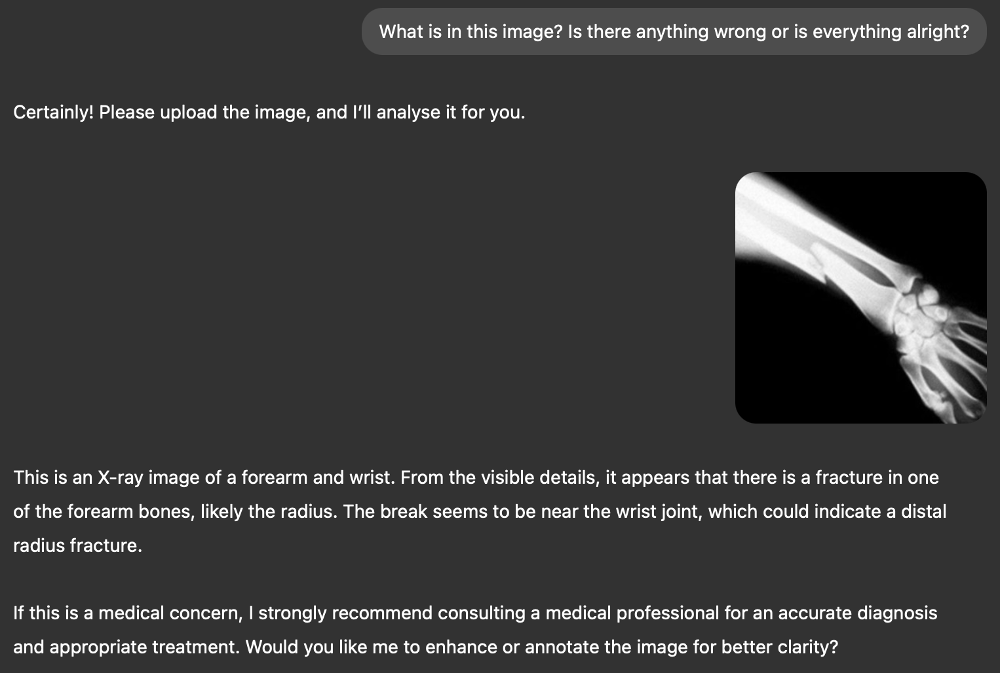 What is in this image? Is there anything wrong or is everything alright?
Certainly! Please upload the image, and I’ll analyse it for you.
This is an X-ray image of a forearm and wrist. From the visible details, it appears that there is a fracture in one
of the forearm bones, likely the radius. The break seems to be near the wrist joint, which could indicate a distal
radius fracture.
If this is a medical concern, I strongly recommend consulting a medical professional for an accurate diagnosis
and appropriate treatment. Would you like me to enhance or annotate the image for better clarity?